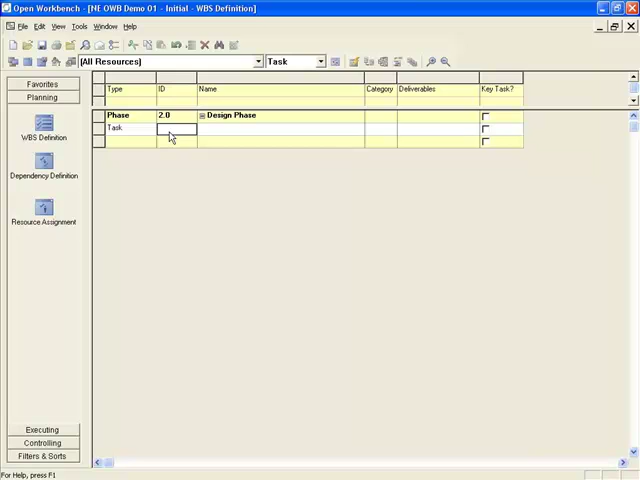 Open Workbench - [NE OWB Demo 01 - Initial - WBS Definition]
File Edit View Tools Window Help
(All Resources) Task
Favorites
Planning
WBS Definition
Dependency Definition
Resource Assignment
Type ID Name Category Deliverables Key Task?
Phase 2.0 Design Phase
Task
Executing
Controlling
Filters & Sorts
For Help, press F1